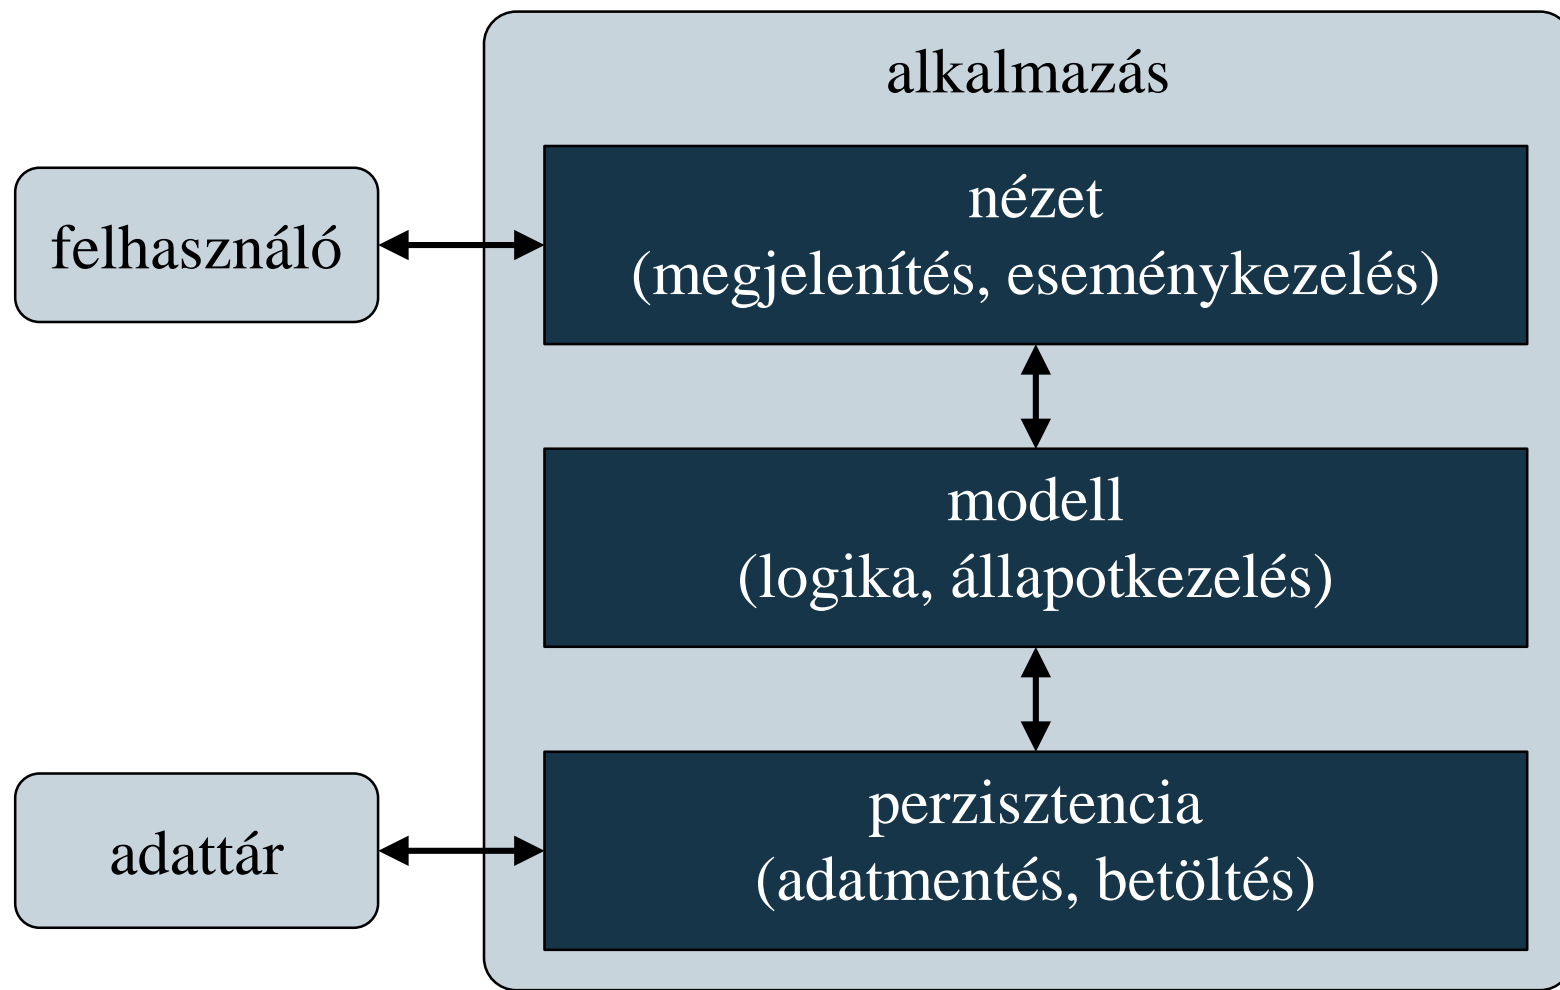 alkalmazás
felhasználó
nézet
(megjelenítés, eseménykezelés)
modell
(logika, állapotkezelés)
adattár
perzisztencia
(adatmentés, betöltés)